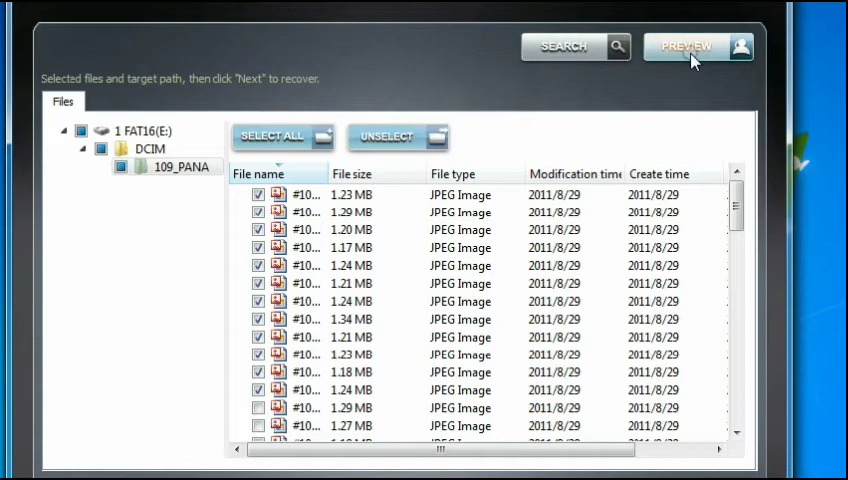 SEARCH PREVIEW
Selected files and target path, then click "Next" to recover.
Files
1 FAT16(E:)
DCIM
109_PANA
SELECT ALL UNSELECT
File name File size File type Modification time Create time
#10... 1.23 MB JPEG Image 2011/8/29 2011/8/29
#10... 1.29 MB JPEG Image 2011/8/29 2011/8/29
#10... 1.20 MB JPEG Image 2011/8/29 2011/8/29
#10... 1.17 MB JPEG Image 2011/8/29 2011/8/29
#10... 1.24 MB JPEG Image 2011/8/29 2011/8/29
#10... 1.21 MB JPEG Image 2011/8/29 2011/8/29
#10... 1.24 MB JPEG Image 2011/8/29 2011/8/29
#10... 1.34 MB JPEG Image 2011/8/29 2011/8/29
#10... 1.21 MB JPEG Image 2011/8/29 2011/8/29
#10... 1.23 MB JPEG Image 2011/8/29 2011/8/29
#10... 1.18 MB JPEG Image 2011/8/29 2011/8/29
#10... 1.24 MB JPEG Image 2011/8/29 2011/8/29
#10... 1.29 MB JPEG Image 2011/8/29 2011/8/29
#10... 1.27 MB JPEG Image 2011/8/29 2011/8/29